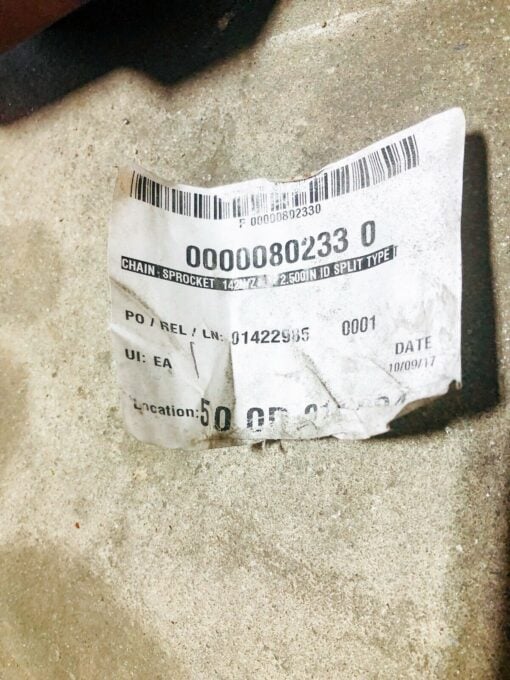 P 00000802330
0000080233 0
CHAIN - SPROCKET 2.500IN ID SPLIT TYPE
PO / REL / LN: 0001
UI: EA
DATE
10/09/17
Location: 50